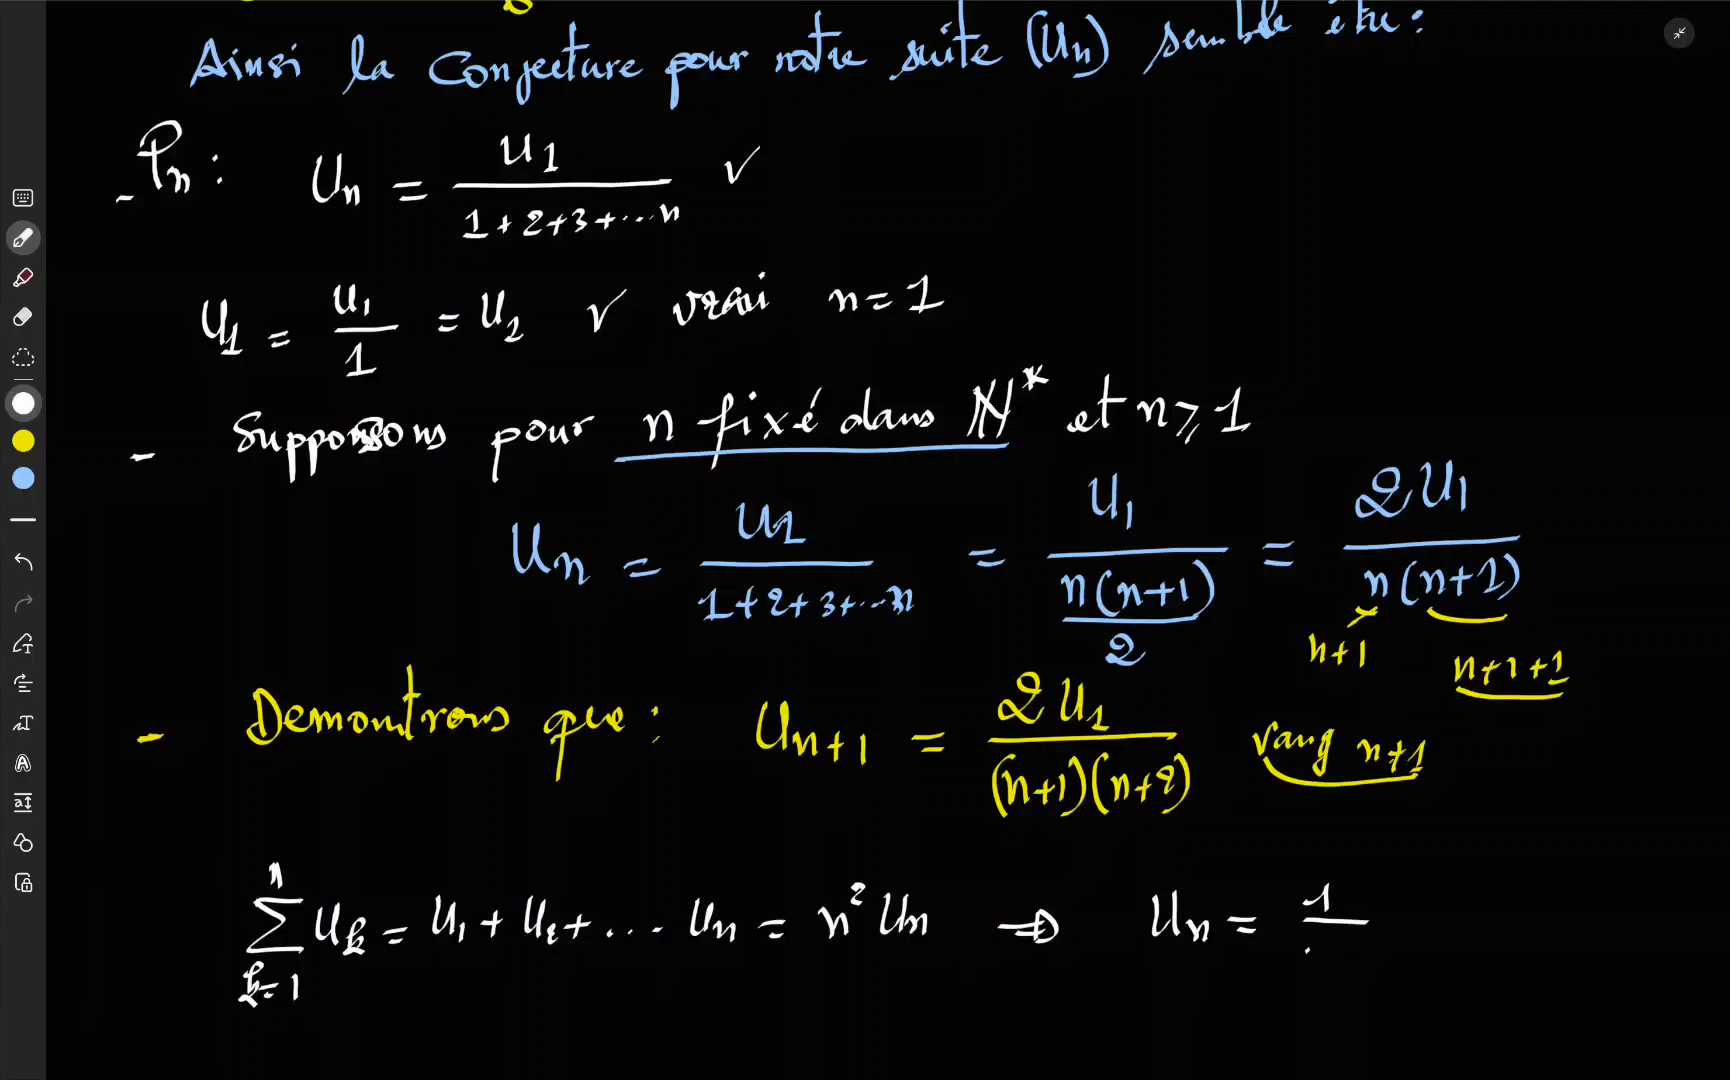 Ainsi la Conjecture pour notre suite (Un) semble être :
- Pn : Un = U1 / (1+2+3+...n) ✓
U1 = U1 / 1 = U1 ✓ vrai n=1
- Supposons pour n fixé dans ℕ* et n ⩾ 1
Un = U1 / (1+2+3+...n) = U1 / (n(n+1)/2) = 2U1 / (n(n+1))
n+1 n+1+1
- Demontrons que : Un+1 = 2U1 / ((n+1)(n+2)) rang n+1
n
∑ Uk = U1 + U2 + ... Un = n² Un ⇒ Un = 1 /
k=1